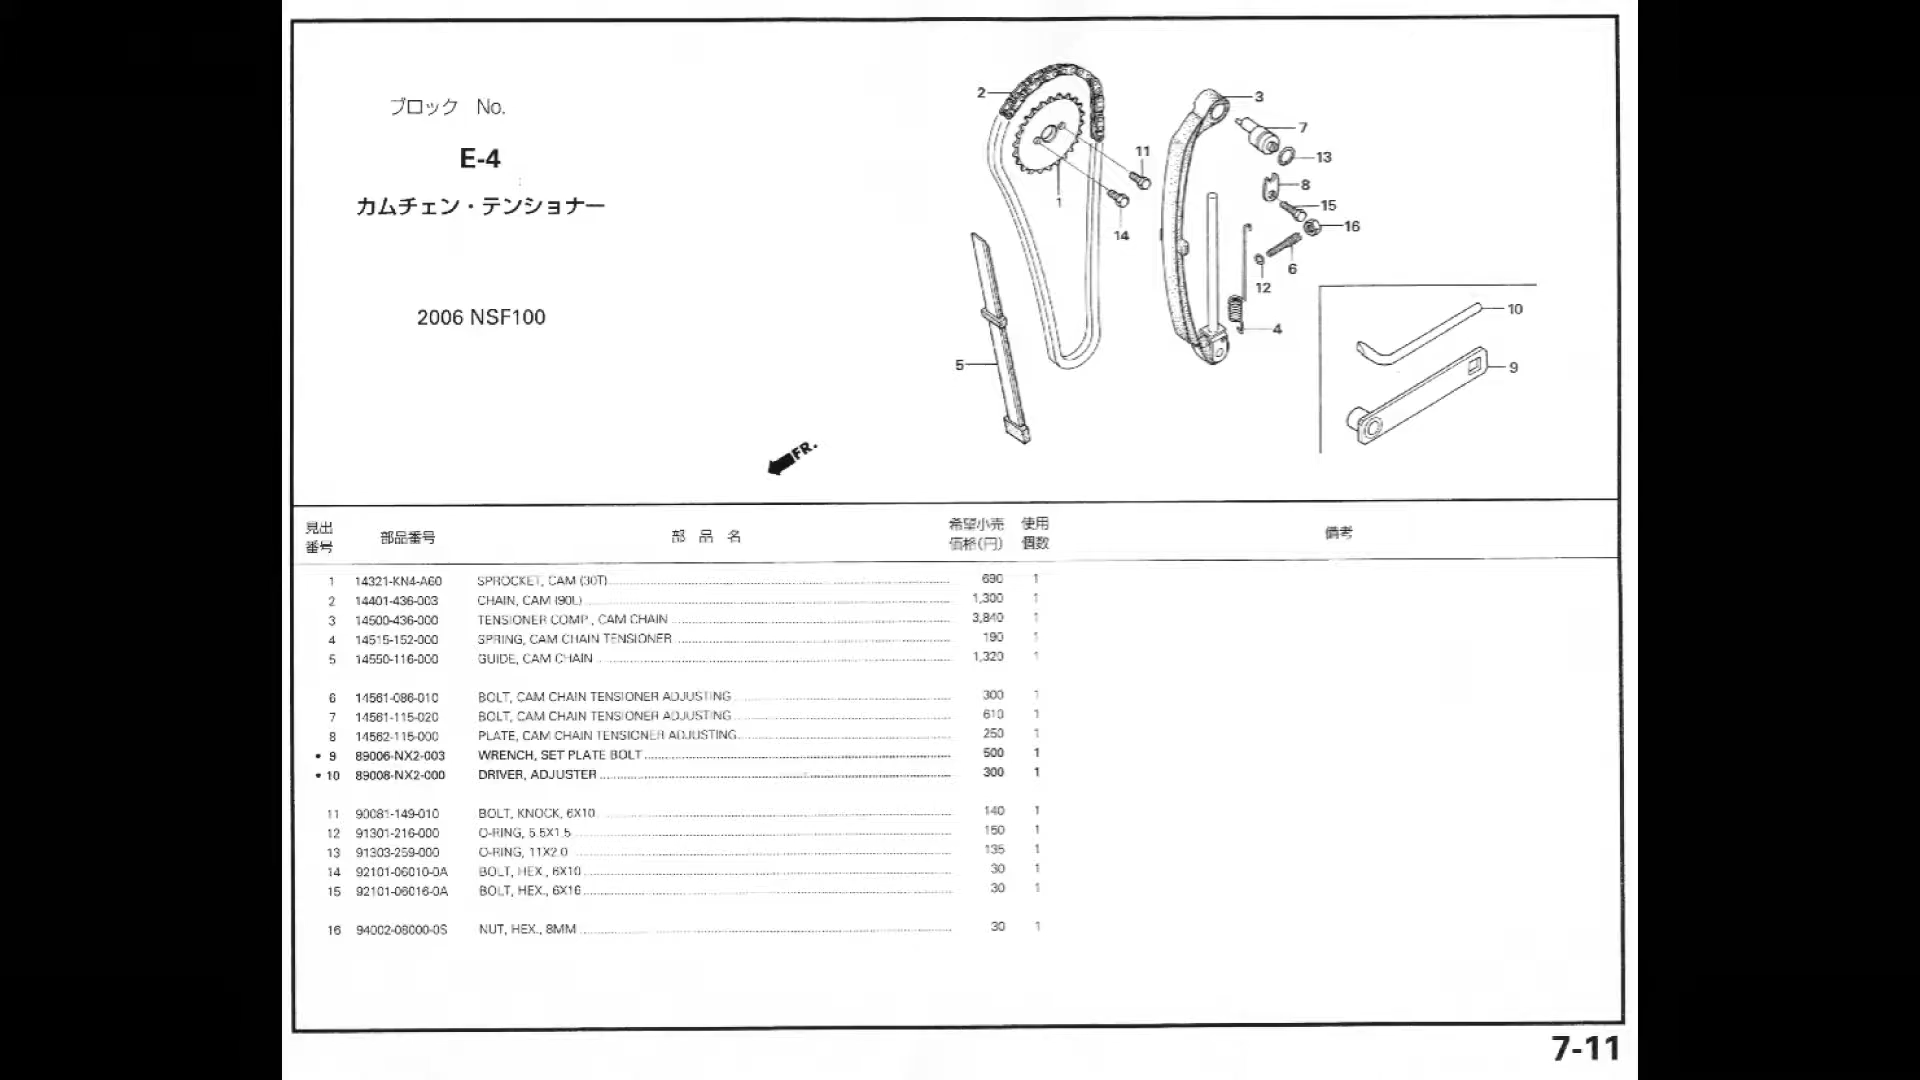 ブロック No.
E-4
カムチェン・テンショナー
2006 NSF100
2
3
7
11
13
8
15
1
16
14
6
12
10
4
5
9
FR.
見出番号 部品番号 部品名 希望小売価格(円) 使用個数 備考
1 14321-KN4-A60 SPROCKET, CAM (30T) 690 1
2 14401-436-003 CHAIN, CAM (90L) 1,300 1
3 14500-436-000 TENSIONER COMP., CAM CHAIN 3,840 1
4 14515-152-000 SPRING, CAM CHAIN TENSIONER 190 1
5 14550-116-000 GUIDE, CAM CHAIN 1,320 1
6 14561-086-010 BOLT, CAM CHAIN TENSIONER ADJUSTING 300 1
7 14561-115-020 BOLT, CAM CHAIN TENSIONER ADJUSTING 610 1
8 14562-115-000 PLATE, CAM CHAIN TENSIONER ADJUSTING 250 1
• 9 89006-NX2-003 WRENCH, SET PLATE BOLT 500 1
• 10 89008-NX2-000 DRIVER, ADJUSTER 300 1
11 90081-149-010 BOLT, KNOCK, 6X10 140 1
12 91301-216-000 O-RING, 5.5X1.5 150 1
13 91303-259-000 O-RING, 11X2.0 135 1
14 92101-06010-0A BOLT, HEX., 6X10 30 1
15 92101-06016-0A BOLT, HEX., 6X16 30 1
16 94002-08000-0S NUT, HEX., 8MM 30 1
7-11